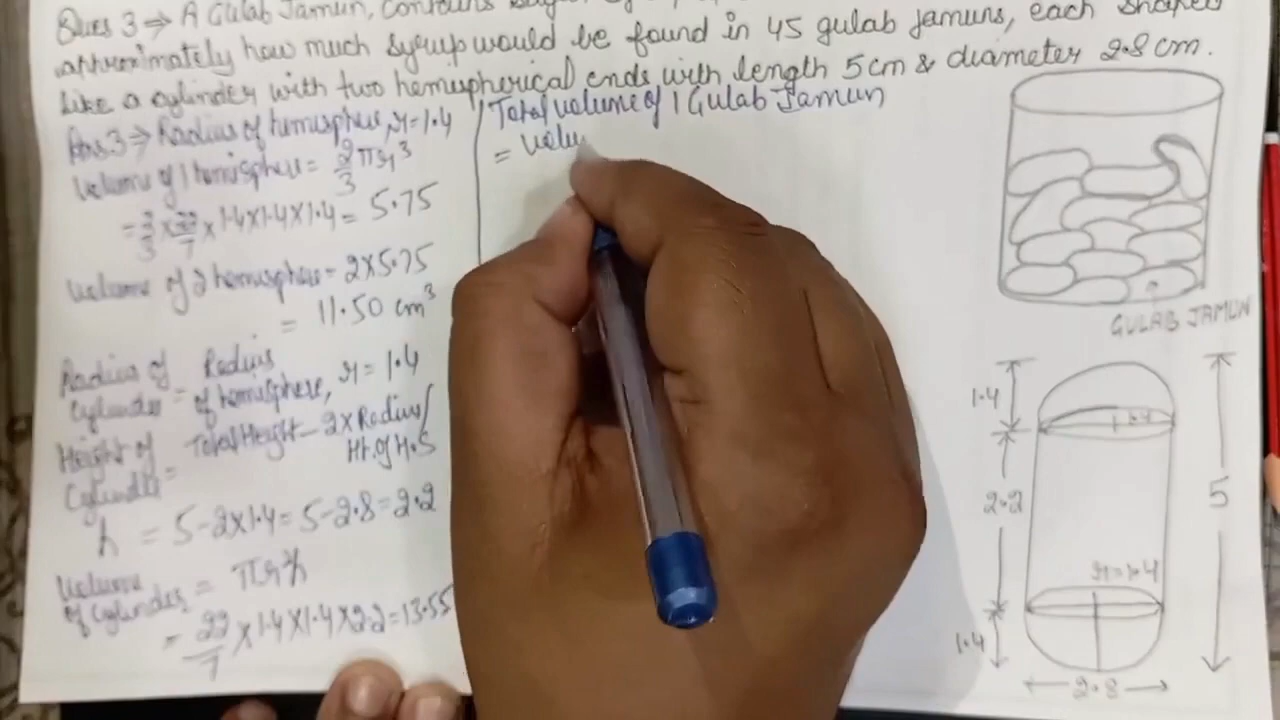 Ques 3 ⇒ A Gulab Jamun, contains
approximately how much syrup would be found in 45 gulab jamuns, each shaped
like a cylinder with two hemispherical ends with length 5 cm & diameter 2.8 cm.
Ans 3 ⇒ Radius of hemisphere, r = 1.4
Volume of 1 hemisphere = 2/3 πr³
= 2/3 × 22/7 × 1.4 × 1.4 × 1.4 = 5.75
Volume of 2 hemisphere = 2 × 5.75
= 11.50 cm³
Radius of Cylinder = Radius of hemisphere, r = 1.4
Height of Cylinder = Total Height - 2 × Radius/Ht. of H.S
h = 5 - 2 × 1.4 = 5 - 2.8 = 2.2
Volume of cylinder = πr²h
= 22/7 × 1.4 × 1.4 × 2.2 = 13.55
Total volume of 1 Gulab Jamun
= Volu
GULAB JAMUN
1.4
1.4
2.2
5
r = 1.4
1.4
2.8